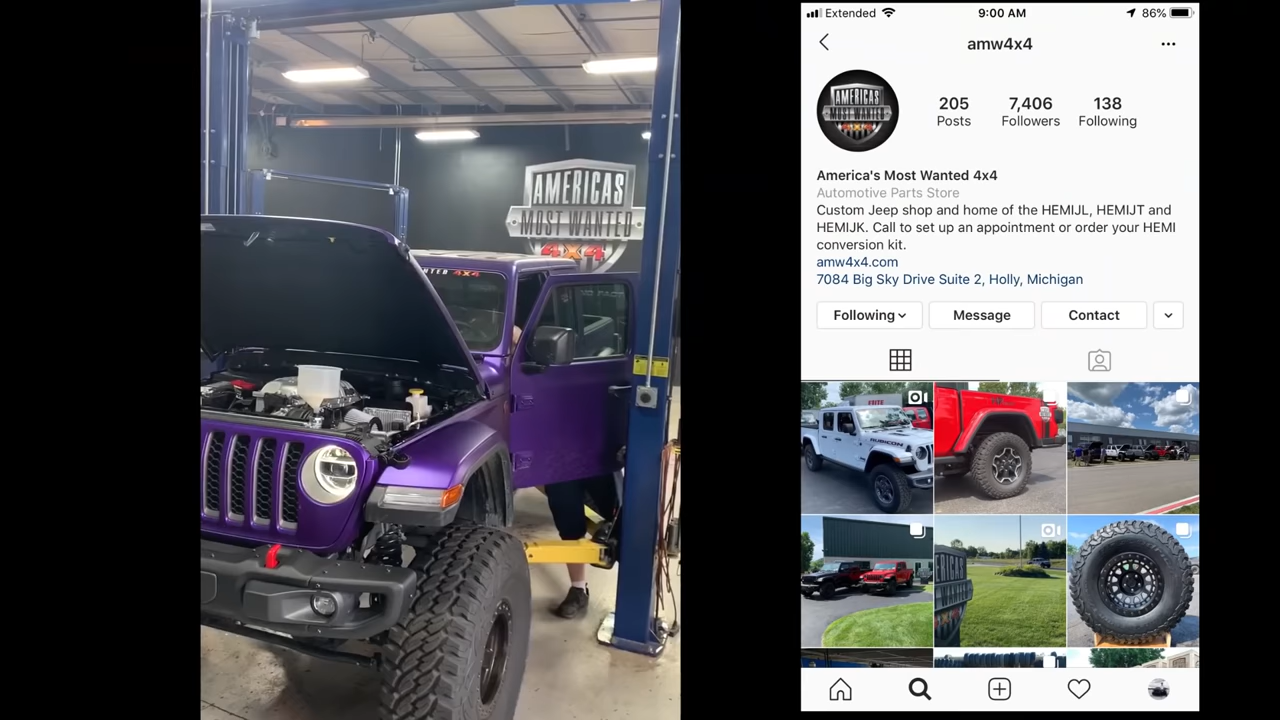 AMERICAS
MOST WANTED
4X4
Extended
9:00 AM
86%
amw4x4
AMERICAS
MOST WANTED
205
7,406
138
Posts
Followers
Following
America's Most Wanted 4x4
Automotive Parts Store
Custom Jeep shop and home of the HEMIJL, HEMIJT and
HEMIJK. Call to set up an appointment or order your HEMI
conversion kit.
amw4x4.com
7084 Big Sky Drive Suite 2, Holly, Michigan
Following
Message
Contact
RUBICON